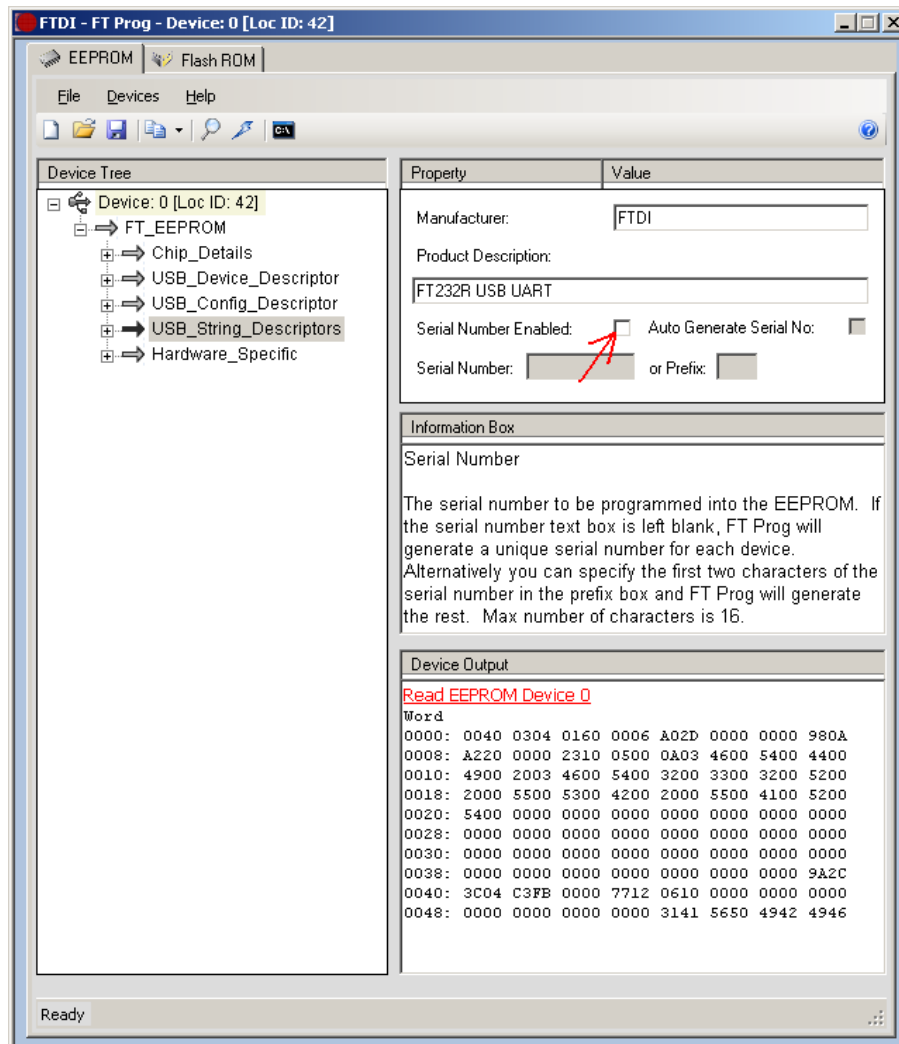 FTDI - FT Prog - Device: 0 [Loc ID: 42]
EEPROM Flash ROM
File Devices Help
C:\
Device Tree
Device: 0 [Loc ID: 42]
FT_EEPROM
Chip_Details
USB_Device_Descriptor
USB_Config_Descriptor
USB_String_Descriptors
Hardware_Specific
Property Value
Manufacturer: FTDI
Product Description:
FT232R USB UART
Serial Number Enabled: Auto Generate Serial No:
Serial Number: or Prefix:
Information Box
Serial Number
The serial number to be programmed into the EEPROM. If
the serial number text box is left blank, FT Prog will
generate a unique serial number for each device.
Alternatively you can specify the first two characters of the
serial number in the prefix box and FT Prog will generate
the rest. Max number of characters is 16.
Device Output
Read EEPROM Device 0
Word
0000: 0040 0304 0160 0006 A02D 0000 0000 980A
0008: A220 0000 2310 0500 0A03 4600 5400 4400
0010: 4900 2003 4600 5400 3200 3300 3200 5200
0018: 2000 5500 5300 4200 2000 5500 4100 5200
0020: 5400 0000 0000 0000 0000 0000 0000 0000
0028: 0000 0000 0000 0000 0000 0000 0000 0000
0030: 0000 0000 0000 0000 0000 0000 0000 0000
0038: 0000 0000 0000 0000 0000 0000 0000 9A2C
0040: 3C04 C3FB 0000 7712 0610 0000 0000 0000
0048: 0000 0000 0000 0000 3141 5650 4942 4946
Ready